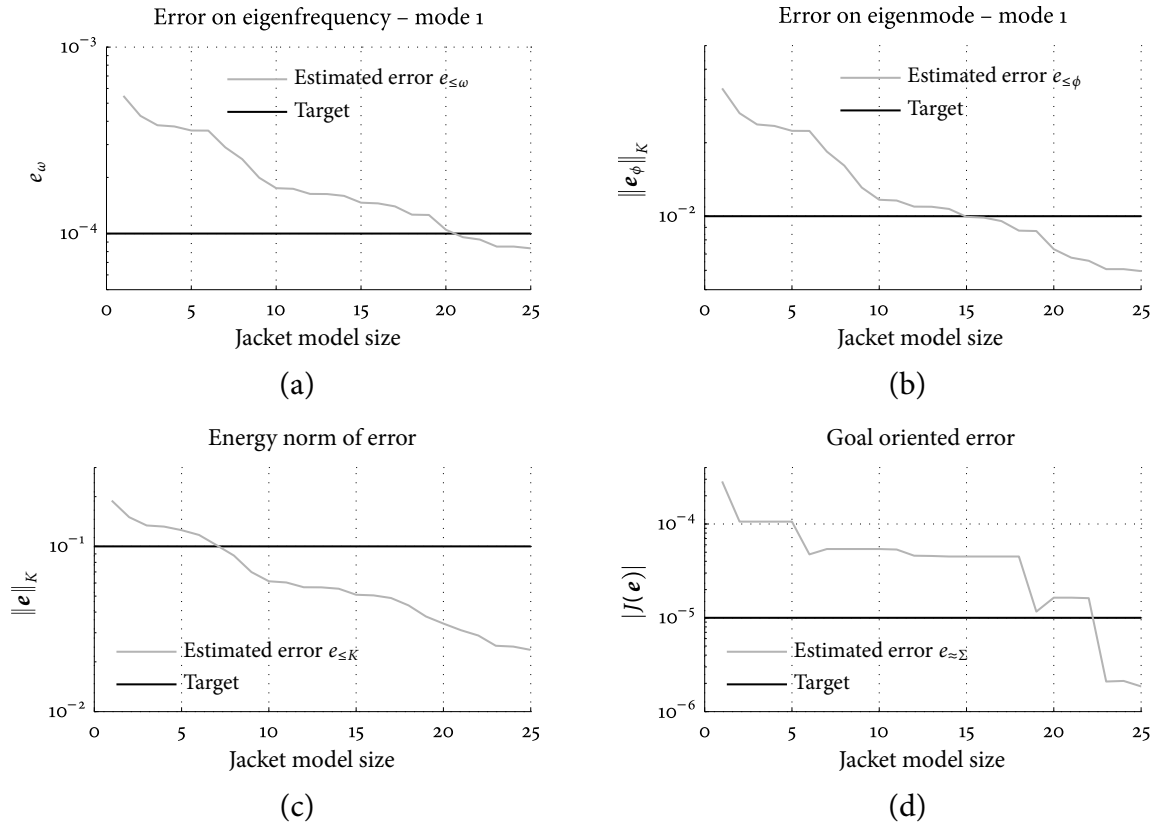 Error on eigenfrequency – mode 1
10⁻³
Estimated error e≤ω
Target
e_ω
10⁻⁴
0 5 10 15 20 25
Jacket model size
(a)
Error on eigenmode – mode 1
Estimated error e≤ϕ
Target
‖e_ϕ‖_K
10⁻²
0 5 10 15 20 25
Jacket model size
(b)
Energy norm of error
10⁻¹
‖e‖_K
Estimated error e≤K
Target
10⁻²
0 5 10 15 20 25
Jacket model size
(c)
Goal oriented error
10⁻⁴
|J(e)|
10⁻⁵
Estimated error e≈Σ
Target
10⁻⁶
0 5 10 15 20 25
Jacket model size
(d)